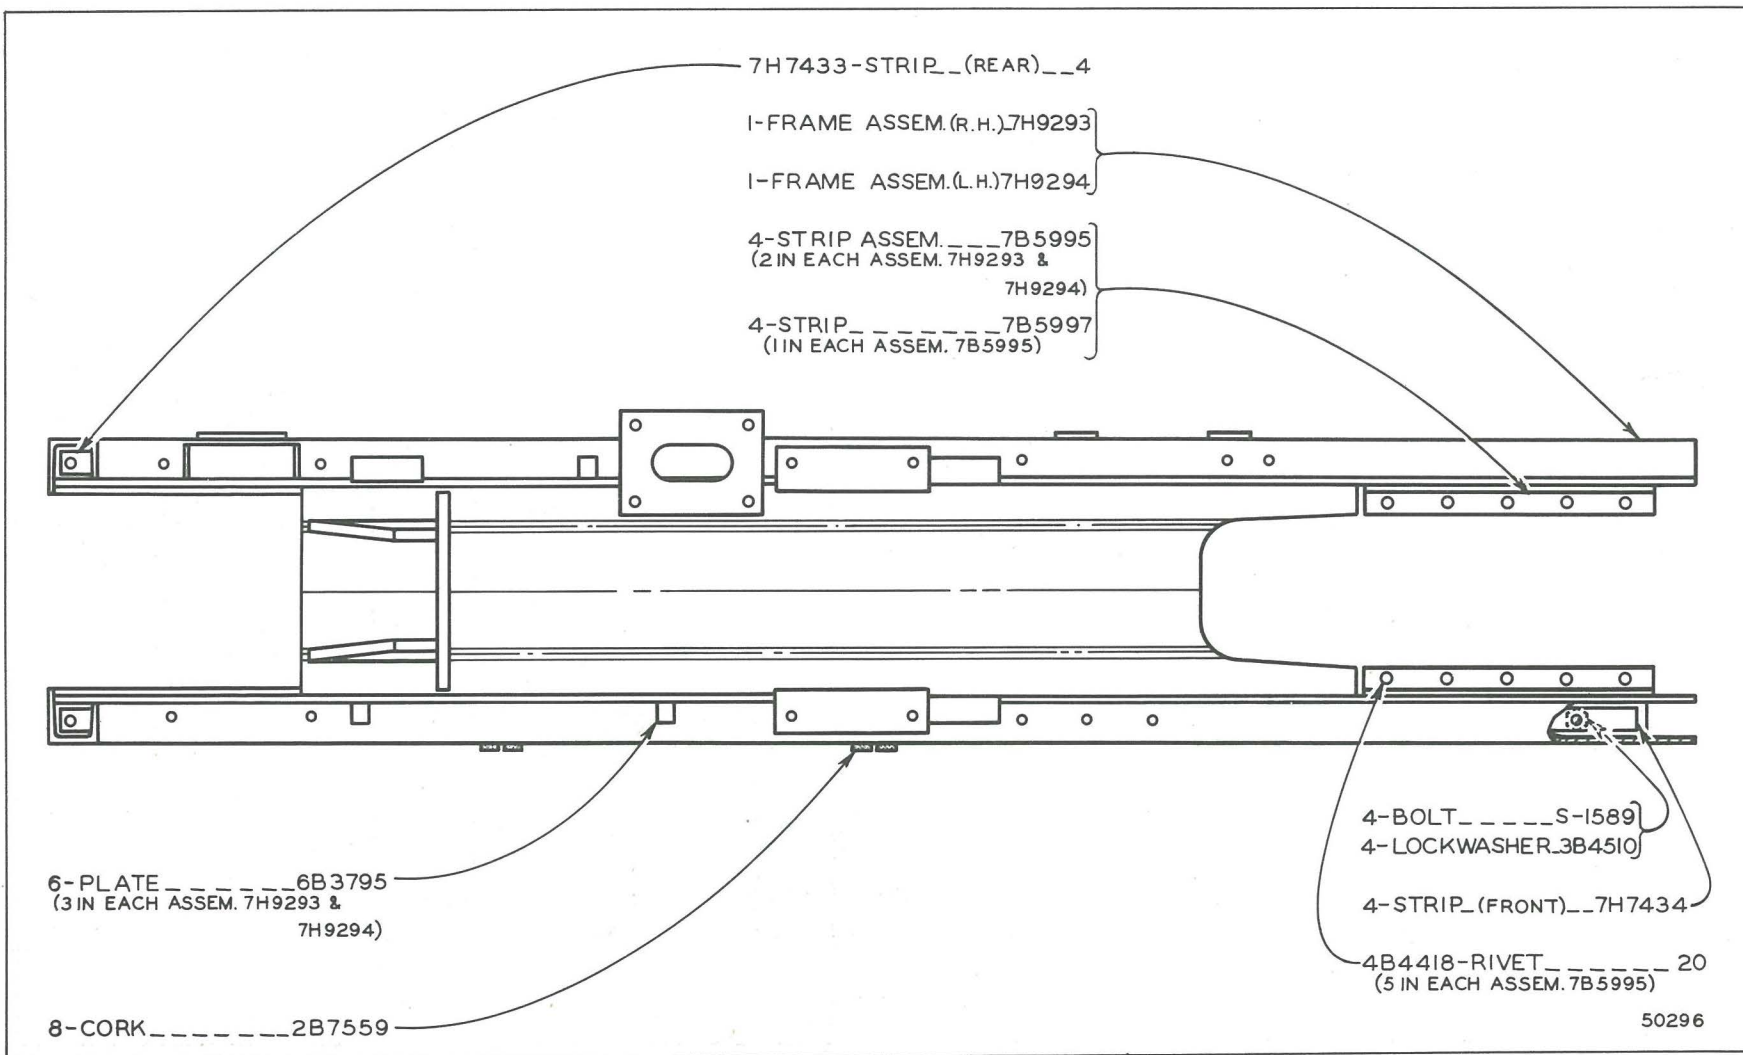 7H7433-STRIP__(REAR)__4
1-FRAME ASSEM.(R.H.)_7H9293
1-FRAME ASSEM.(L.H.)7H9294
4-STRIP ASSEM.___7B5995
(2 IN EACH ASSEM. 7H9293 &
7H9294)
4-STRIP_______7B5997
(1 IN EACH ASSEM. 7B5995)
4-BOLT_____S-1589
4-LOCKWASHER_3B4510
6-PLATE______6B3795
(3 IN EACH ASSEM. 7H9293 &
7H9294)
4-STRIP_(FRONT)__7H7434
4B4418-RIVET______20
(5 IN EACH ASSEM. 7B5995)
8-CORK_______2B7559
50296